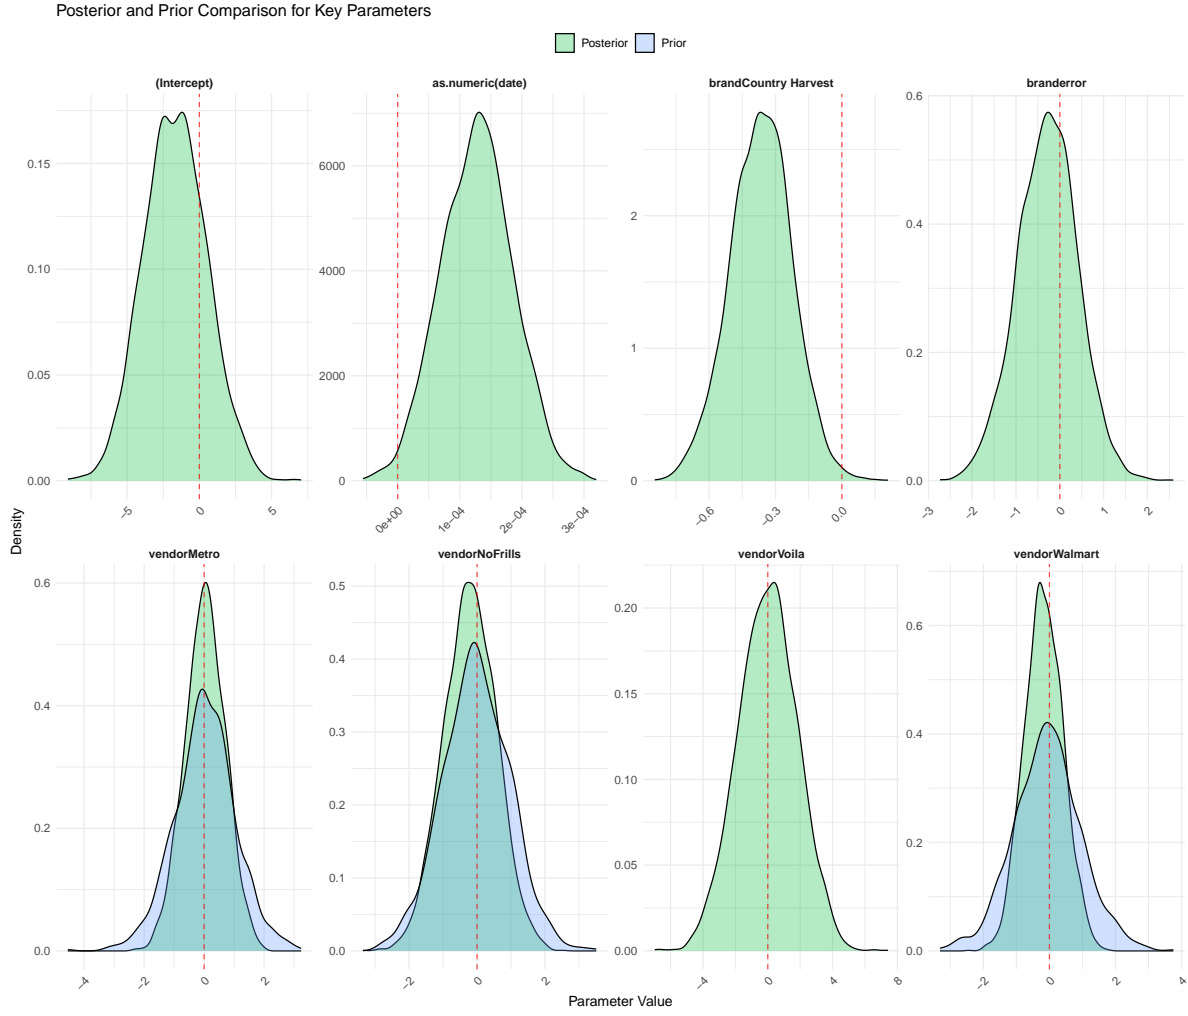 Posterior and Prior Comparison for Key Parameters
Posterior Prior
(Intercept) as.numeric(date) brandCountry Harvest branderror
0.15
0.10
0.05
0.00
−5 0 5
6000
4000
2000
0
0e+00 1e−04 2e−04 3e−04
2
1
0
−0.6 −0.3 0.0
0.6
0.4
0.2
0.0
−3 −2 −1 0 1 2
Density
vendorMetro vendorNoFrills vendorVoila vendorWalmart
0.6
0.4
0.2
0.0
−4 −2 0 2
0.5
0.4
0.3
0.2
0.1
0.0
−2 0 2
0.20
0.15
0.10
0.05
0.00
−4 0 4 8
0.6
0.4
0.2
0.0
−2 0 2 4
Parameter Value